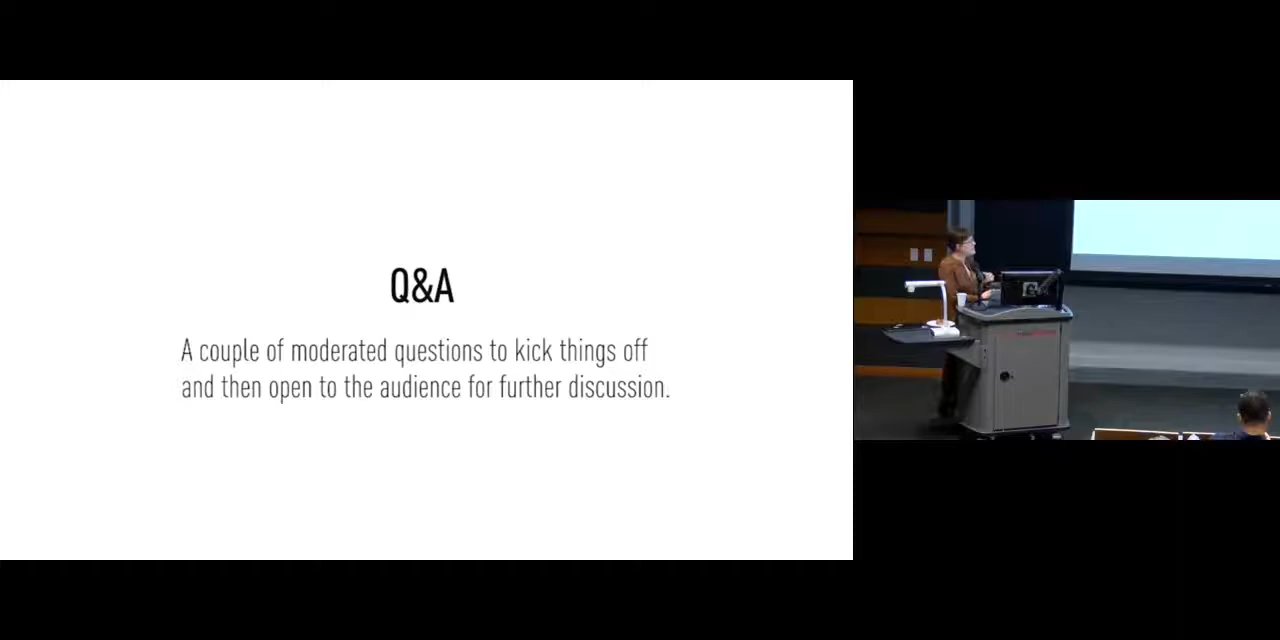 Q&A
A couple of moderated questions to kick things off
and then open to the audience for further discussion.